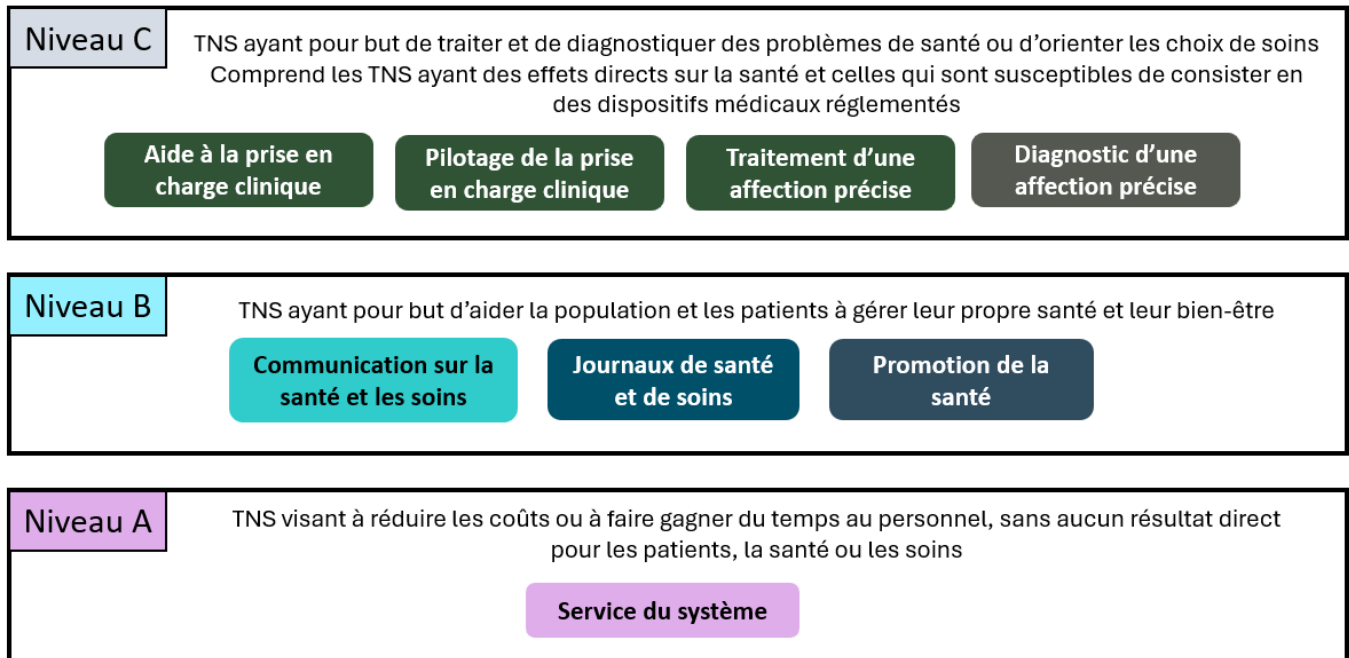 Niveau C
TNS ayant pour but de traiter et de diagnostiquer des problèmes de santé ou d’orienter les choix de soins
Comprend les TNS ayant des effets directs sur la santé et celles qui sont susceptibles de consister en
des dispositifs médicaux réglementés
Aide à la prise en
charge clinique
Pilotage de la prise
en charge clinique
Traitement d’une
affection précise
Diagnostic d’une
affection précise
Niveau B
TNS ayant pour but d’aider la population et les patients à gérer leur propre santé et leur bien-être
Communication sur la
santé et les soins
Journaux de santé
et de soins
Promotion de la
santé
Niveau A
TNS visant à réduire les coûts ou à faire gagner du temps au personnel, sans aucun résultat direct
pour les patients, la santé ou les soins
Service du système